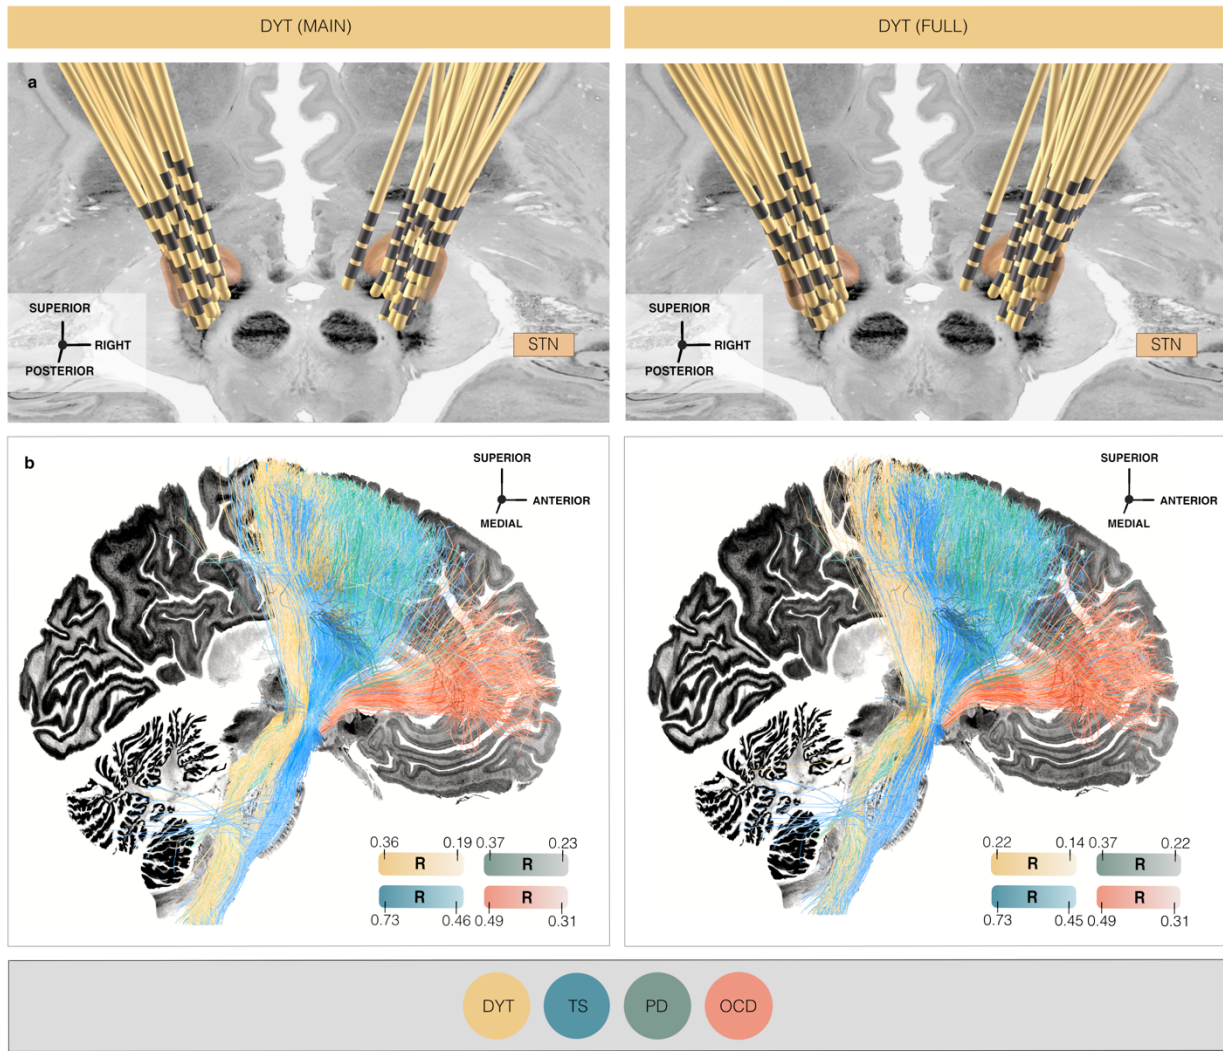 DYT (MAIN)
DYT (FULL)
a
SUPERIOR
RIGHT
POSTERIOR
STN
SUPERIOR
RIGHT
POSTERIOR
STN
b
SUPERIOR
ANTERIOR
MEDIAL
0.36 0.19 0.37 0.23
R R
R R
0.73 0.46 0.49 0.31
SUPERIOR
ANTERIOR
MEDIAL
0.22 0.14 0.37 0.22
R R
R R
0.73 0.45 0.49 0.31
DYT TS PD OCD